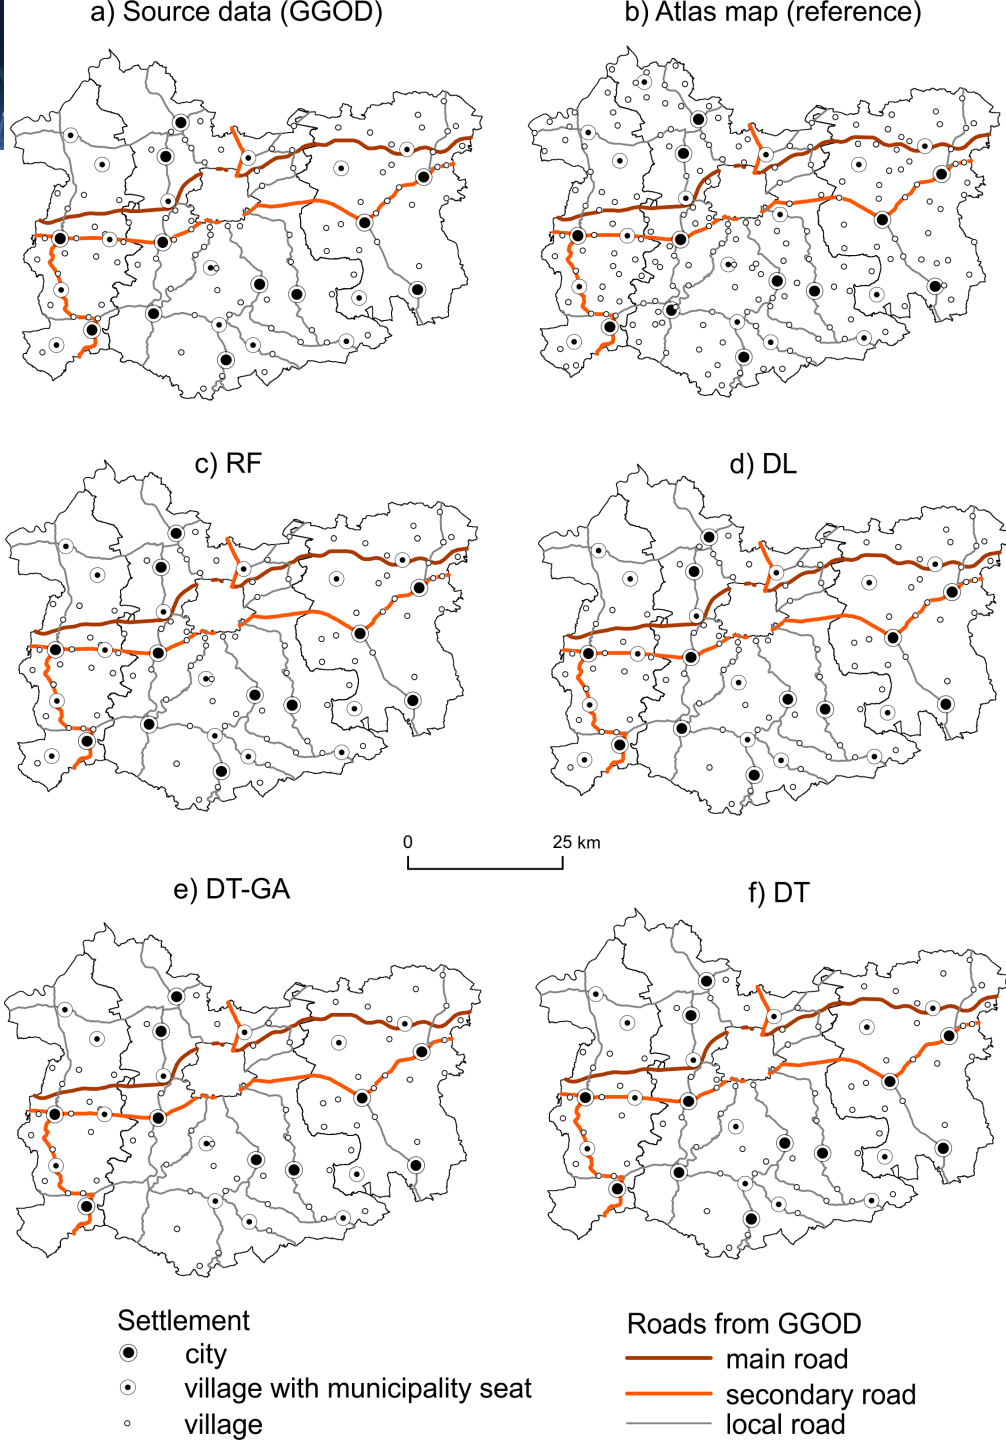 a) Source data (GGOD)
b) Atlas map (reference)
c) RF
d) DL
0 25 km
e) DT-GA
f) DT
Settlement
city
village with municipality seat
village
Roads from GGOD
main road
secondary road
local road